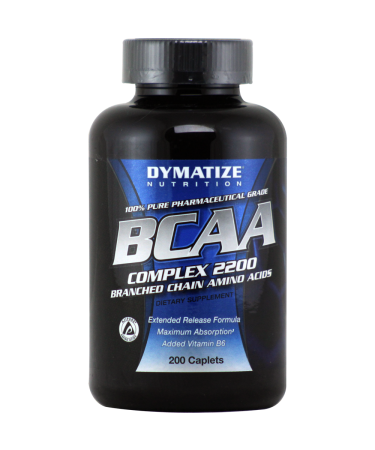 DYMATIZE
NUTRITION
100% PURE PHARMACEUTICAL GRADE
BCAA
COMPLEX 2200
BRANCHED CHAIN AMINO ACIDS
DIETARY SUPPLEMENT
Extended Release Formula
Maximum Absorption
Added Vitamin B6
200 Caplets